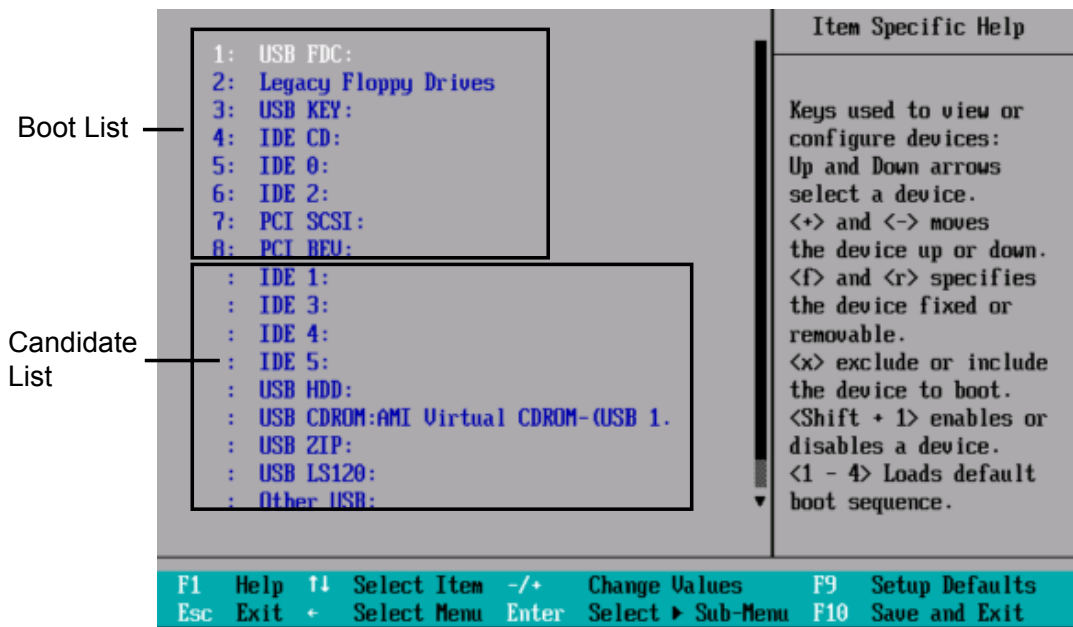 Boot List
1: USB FDC:
2: Legacy Floppy Drives
3: USB KEY:
4: IDE CD:
5: IDE 0:
6: IDE 2:
7: PCI SCSI:
8: PCI BEV:
Candidate
List
: IDE 1:
: IDE 3:
: IDE 4:
: IDE 5:
: USB HDD:
: USB CDROM:AMI Virtual CDROM-(USB 1.
: USB ZIP:
: USB LS120:
: Other USB:
Item Specific Help
Keys used to view or
configure devices:
Up and Down arrows
select a device.
<+> and <-> moves
the device up or down.
<f> and <r> specifies
the device fixed or
removable.
<x> exclude or include
the device to boot.
<Shift + 1> enables or
disables a device.
<1 - 4> Loads default
boot sequence.
F1 Help ↑↓ Select Item -/+ Change Values F9 Setup Defaults
Esc Exit ← Select Menu Enter Select ▶ Sub-Menu F10 Save and Exit